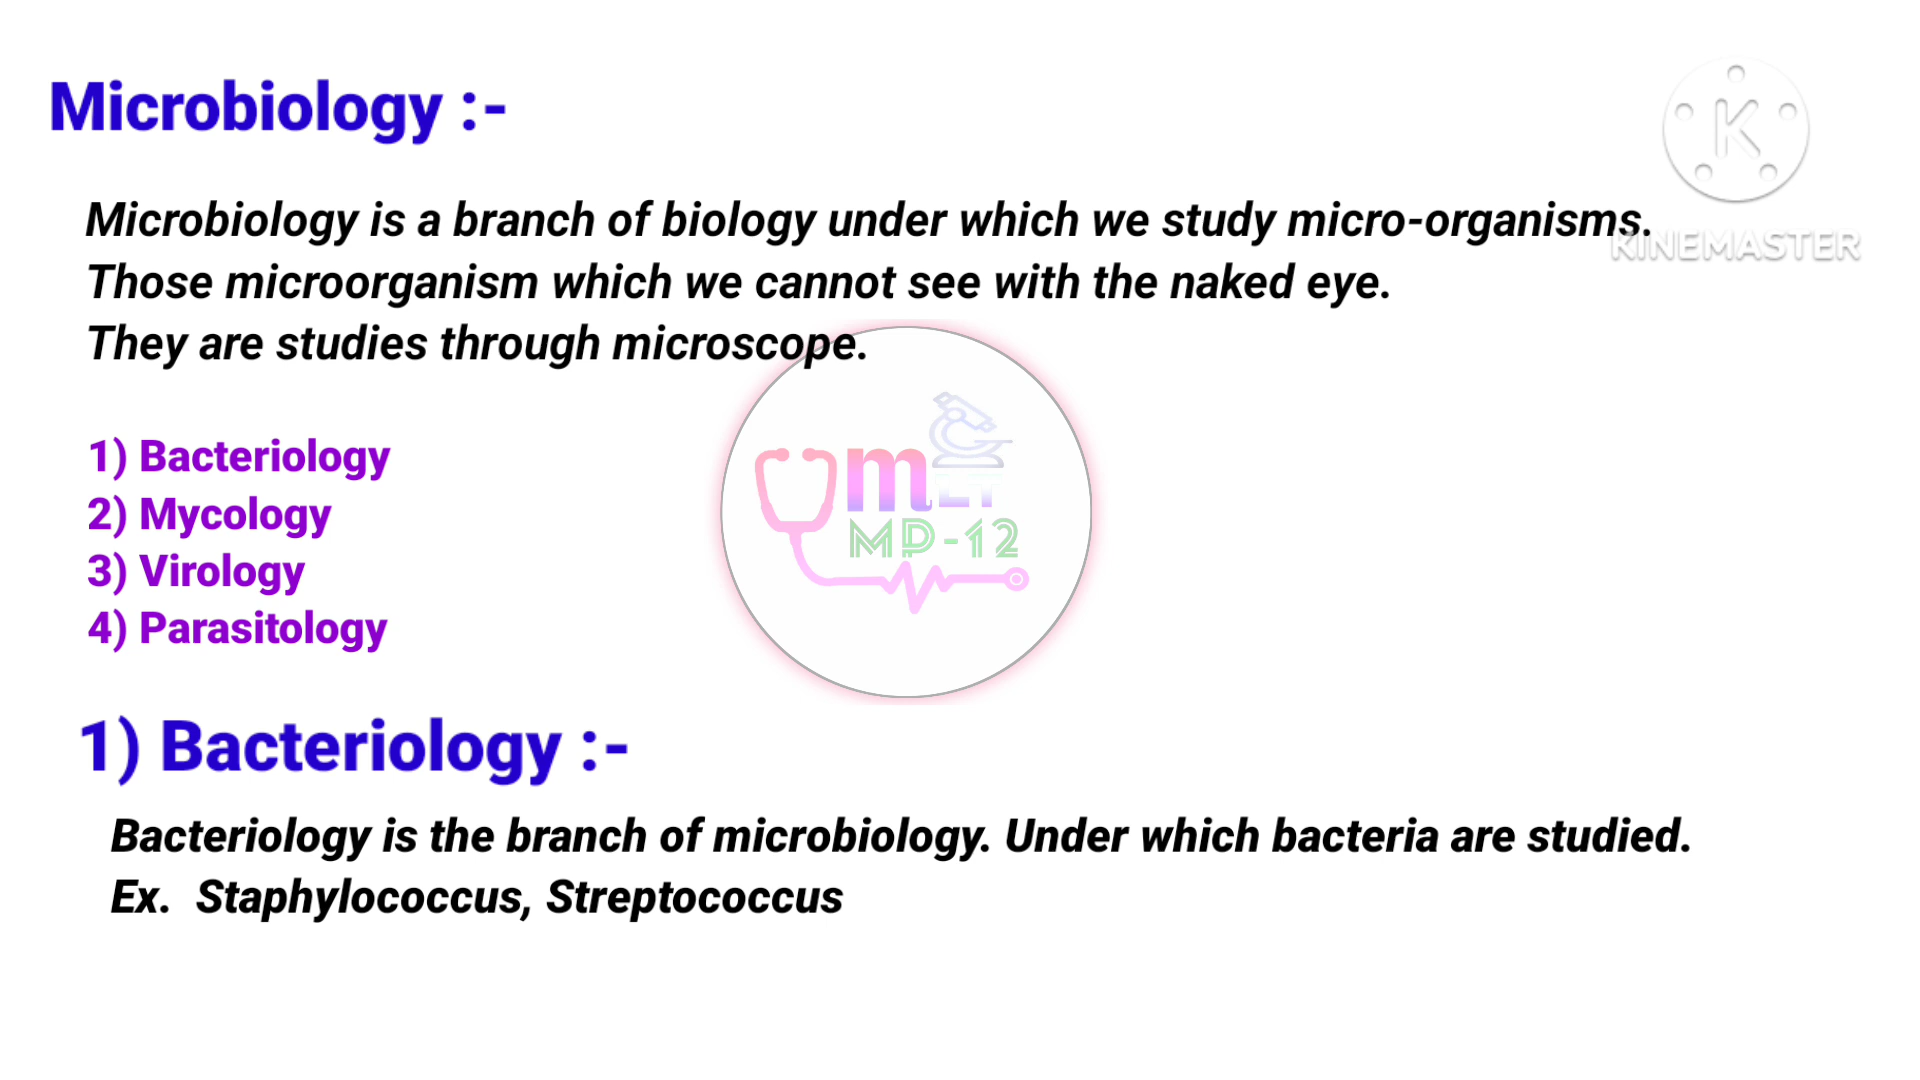 Microbiology :-
Microbiology is a branch of biology under which we study micro-organisms.
KINEMASTER
Those microorganism which we cannot see with the naked eye.
They are studies through microscope.
1) Bacteriology
2) Mycology
3) Virology
4) Parasitology
mLT
MP-12
1) Bacteriology :-
Bacteriology is the branch of microbiology. Under which bacteria are studied.
Ex. Staphylococcus, Streptococcus